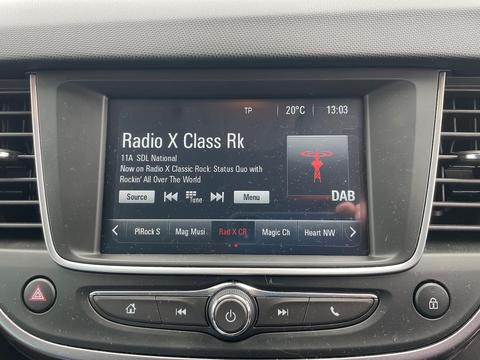 TP 20°C 13:03
Radio X Class Rk
11A SDL National
Now on Radio X Classic Rock: Status Quo with
Rockin' All Over The World
Source Tune Menu
DAB
PlRock S Mag Musi Rad X CR Magic Ch Heart NW